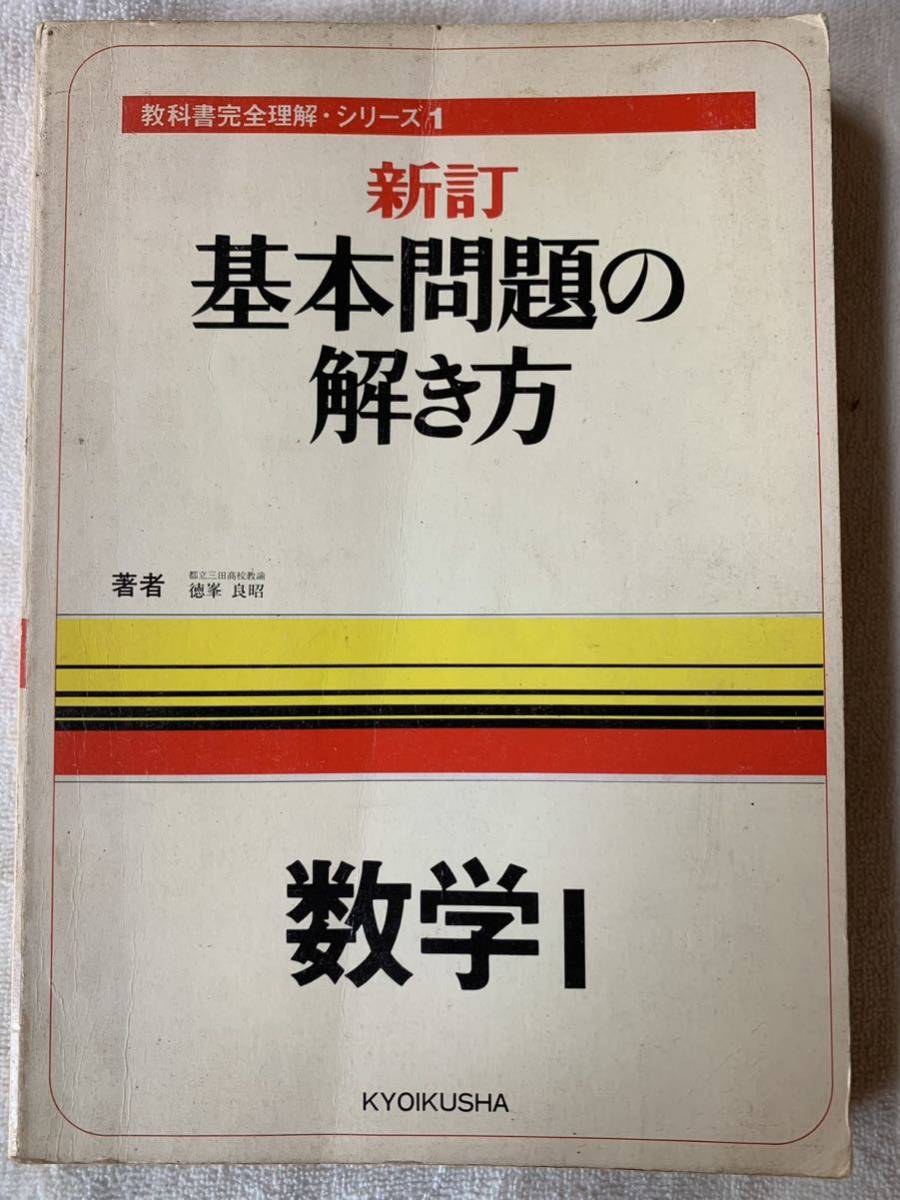 教科書完全理解・シリーズ1
新訂
基本問題の
解き方
著者
都立三田高校教諭
徳峯 良昭
数学I
KYOIKUSHA